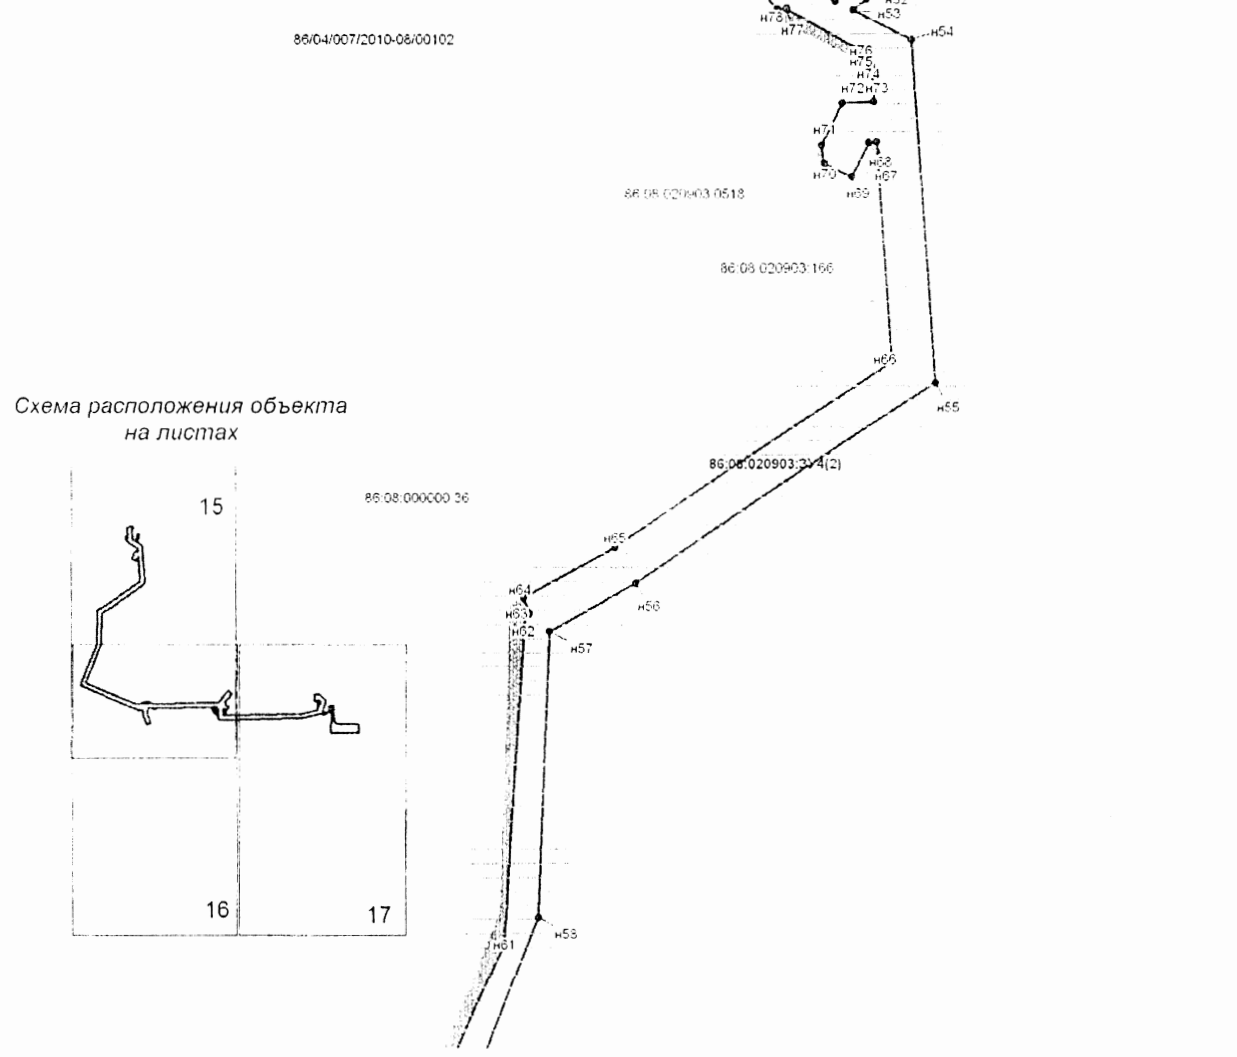 н53
н78
н77
86/04/007/2010-08/00102
н54
н76
н75
н74
н72 н73
н71
н68
н70
н67
н69
86:08:020903:0518
86:08:020903:166
н66
Схема расположения объекта
на листах
н55
86:08:020903:ЗУ4(2)
86:08:000000:36
15
н65
н64
н56
н63
н62
н57
16
17
н58
н61